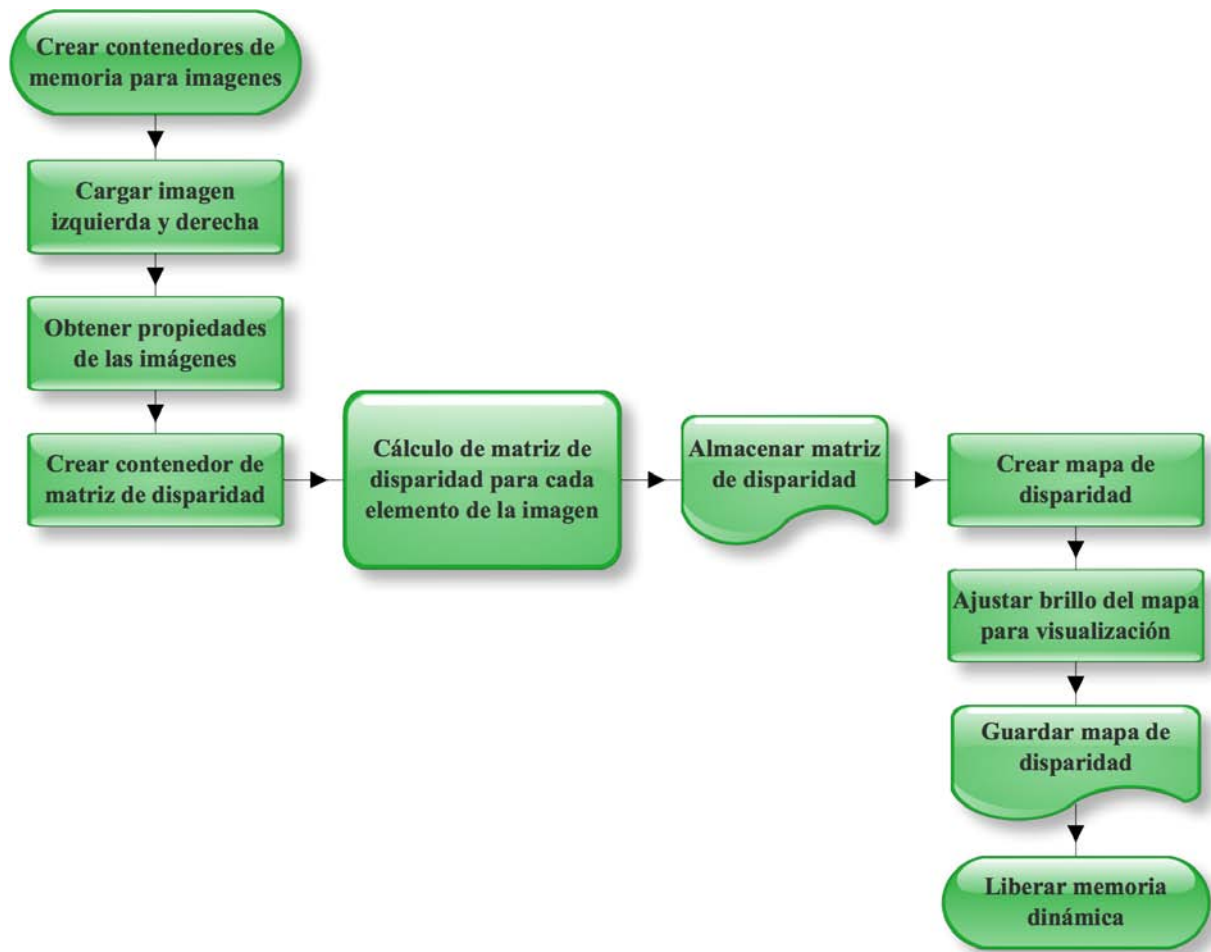 Crear contenedores de
memoria para imagenes
Cargar imagen
izquierda y derecha
Obtener propiedades
de las imágenes
Crear contenedor de
matriz de disparidad
Cálculo de matriz de
disparidad para cada
elemento de la imagen
Almacenar matriz
de disparidad
Crear mapa de
disparidad
Ajustar brillo del mapa
para visualización
Guardar mapa de
disparidad
Liberar memoria
dinámica